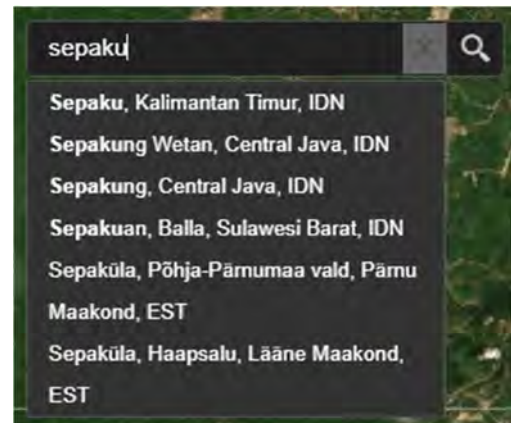 sepaku
Sepaku, Kalimantan Timur, IDN
Sepakung Wetan, Central Java, IDN
Sepakung, Central Java, IDN
Sepakuan, Balla, Sulawesi Barat, IDN
Sepaküla, Põhja-Pärnumaa vald, Pärnu
Maakond, EST
Sepaküla, Haapsalu, Lääne Maakond,
EST